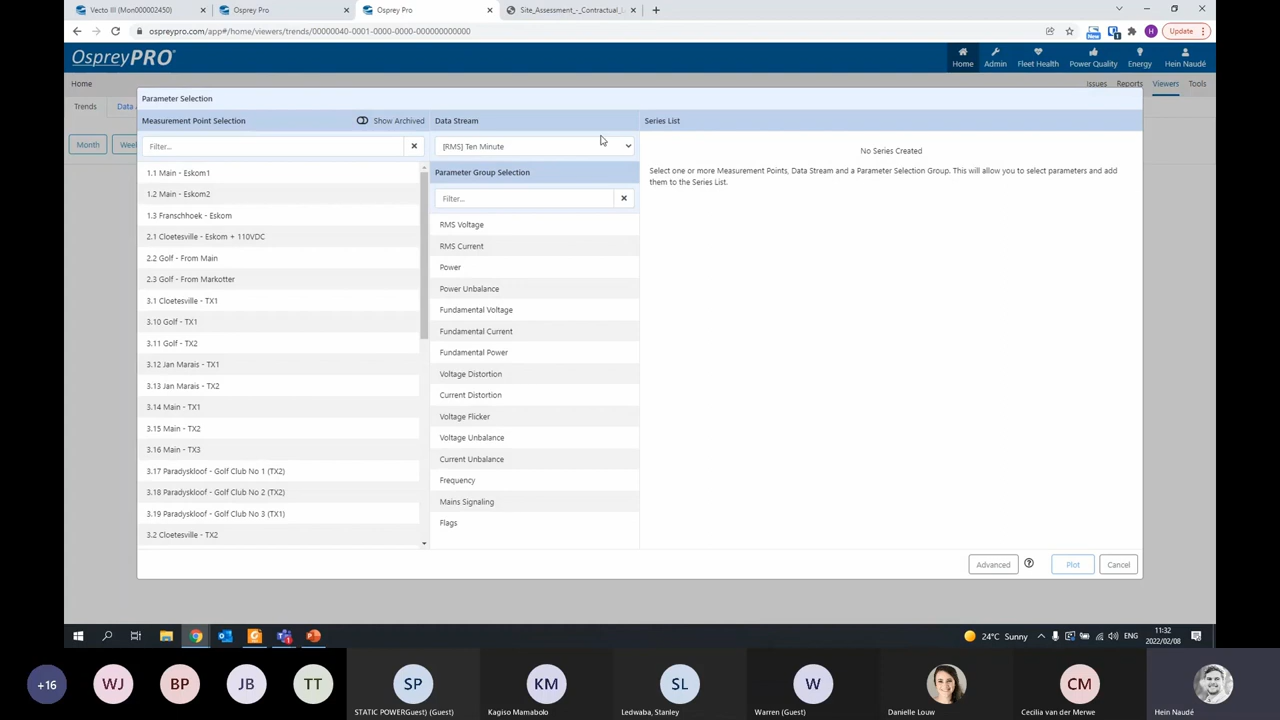 Vecto III (Mon000002450)
Osprey Pro
Osprey Pro
Site_Assessment_-_Contractual_
ospreypro.com/app#/home/viewers/trends/00000040-0001-0000-0000-000000000000
New
1
H
Update
OspreyPRO
Home
Admin
Fleet Health
Power Quality
Energy
Hein Naudé
Home
Issues
Reports
Viewers
Tools
Trends
Data
Month
Parameter Selection
Measurement Point Selection
Show Archived
Data Stream
Series List
Filter...
[RMS] Ten Minute
No Series Created
Select one or more Measurement Points, Data Stream and a Parameter Selection Group. This will allow you to select parameters and add
them to the Series List.
Parameter Group Selection
Filter...
1.1 Main - Eskom1
1.2 Main - Eskom2
1.3 Franschhoek - Eskom
2.1 Cloetesville - Eskom + 110VDC
2.2 Golf - From Main
2.3 Golf - From Markotter
3.1 Cloetesville - TX1
3.10 Golf - TX1
3.11 Golf - TX2
3.12 Jan Marais - TX1
3.13 Jan Marais - TX2
3.14 Main - TX1
3.15 Main - TX2
3.16 Main - TX3
3.17 Paradyskloof - Golf Club No 1 (TX2)
3.18 Paradyskloof - Golf Club No 2 (TX2)
3.19 Paradyskloof - Golf Club No 3 (TX1)
3.2 Cloetesville - TX2
RMS Voltage
RMS Current
Power
Power Unbalance
Fundamental Voltage
Fundamental Current
Fundamental Power
Voltage Distortion
Current Distortion
Voltage Flicker
Voltage Unbalance
Current Unbalance
Frequency
Mains Signaling
Flags
Advanced
Plot
Cancel
24°C Sunny
ENG
11:32
2022/02/08
+16
WJ
BP
JB
TT
SP
KM
SL
W
CM
STATIC POWERGuest) (Guest)
Kagiso Mamabolo
Ledwaba, Stanley
Warren (Guest)
Danielle Louw
Cecilia van der Merwe
Hein Naudé